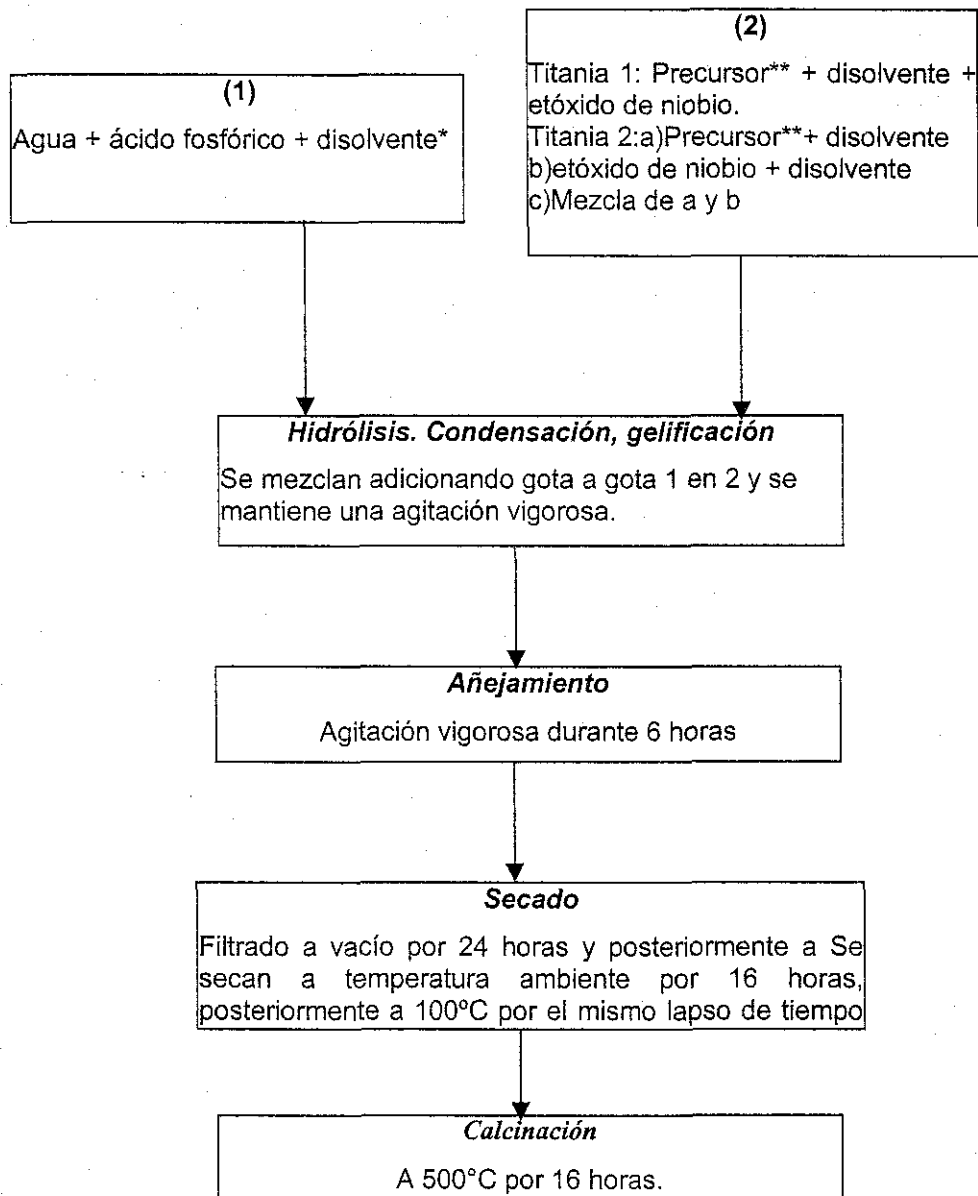 (1)
Agua + ácido fosfórico + disolvente*
(2)
Titania 1: Precursor** + disolvente +
etóxido de niobio.
Titania 2:a)Precursor**+ disolvente
b)etóxido de niobio + disolvente
c)Mezcla de a y b
Hidrólisis. Condensación, gelificación
Se mezclan adicionando gota a gota 1 en 2 y se
mantiene una agitación vigorosa.
Añejamiento
Agitación vigorosa durante 6 horas
Secado
Filtrado a vacío por 24 horas y posteriormente a Se
secan a temperatura ambiente por 16 horas,
posteriormente a 100ºC por el mismo lapso de tiempo
Calcinación
A 500°C por 16 horas.